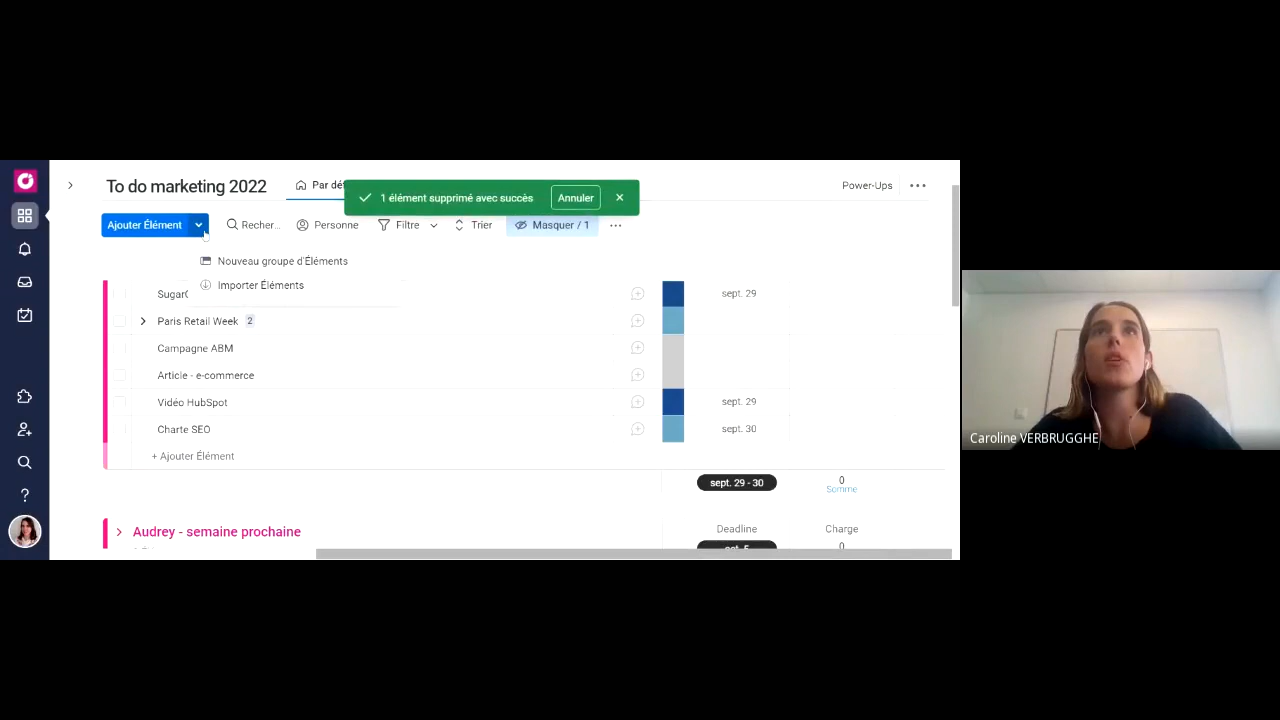 To do marketing 2022
Par dé
1 élément supprimé avec succès
Annuler
Power-Ups
Ajouter Élément
Recher...
Personne
Filtre
Trier
Masquer / 1
Nouveau groupe d'Éléments
Importer Éléments
Sugar
sept. 29
Paris Retail Week 2
Campagne ABM
Article - e-commerce
Vidéo HubSpot
sept. 29
Charte SEO
sept. 30
+ Ajouter Élément
sept. 29 - 30
0
Somme
Audrey - semaine prochaine
Deadline
Charge
0
Caroline VERBRUGGHE